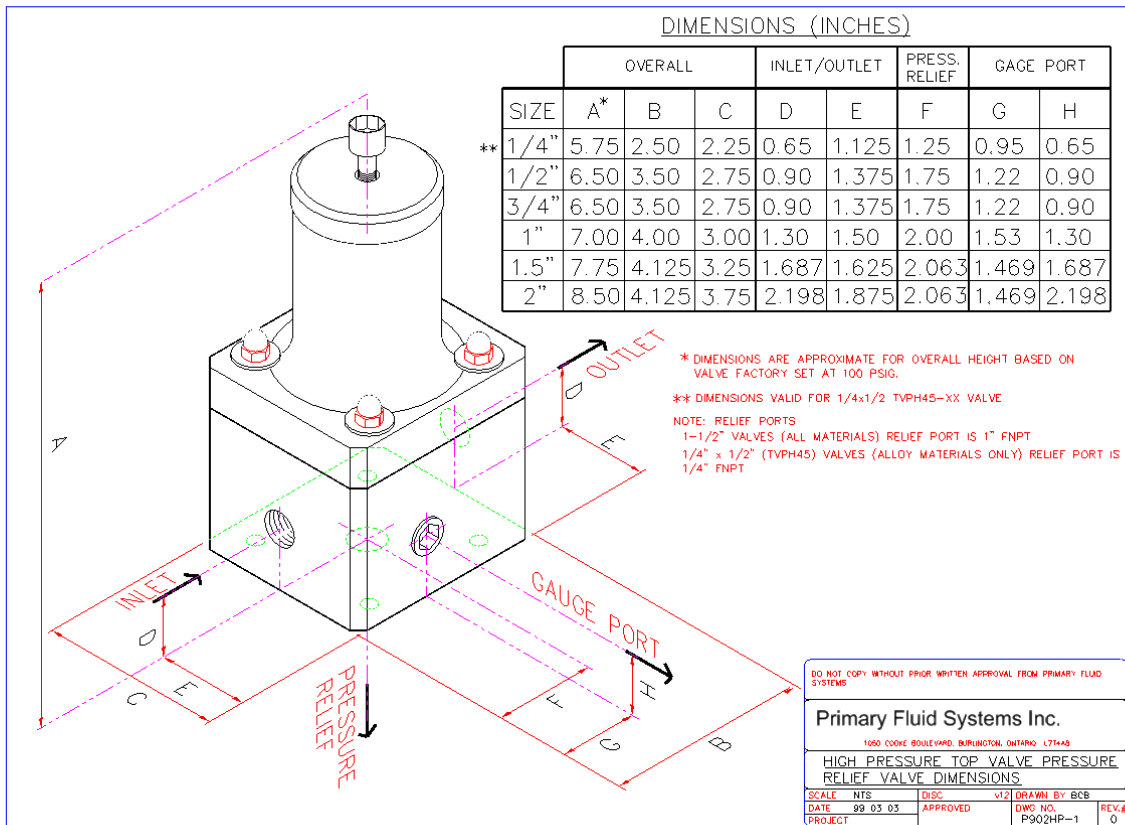 DIMENSIONS (INCHES)
OVERALL INLET/OUTLET PRESS. RELIEF GAGE PORT
SIZE A* B C D E F G H
** 1/4" 5.75 2.50 2.25 0.65 1.125 1.25 0.95 0.65
1/2" 6.50 3.50 2.75 0.90 1.375 1.75 1.22 0.90
3/4" 6.50 3.50 2.75 0.90 1.375 1.75 1.22 0.90
1" 7.00 4.00 3.00 1.30 1.50 2.00 1.53 1.30
1.5" 7.75 4.125 3.25 1.687 1.625 2.063 1.469 1.687
2" 8.50 4.125 3.75 2.198 1.875 2.063 1.469 2.198
* DIMENSIONS ARE APPROXIMATE FOR OVERALL HEIGHT BASED ON
VALVE FACTORY SET AT 100 PSIG.
** DIMENSIONS VALID FOR 1/4x1/2 TVPH45-XX VALVE
NOTE: RELIEF PORTS
1-1/2" VALVES (ALL MATERIALS) RELIEF PORT IS 1" FNPT
1/4" x 1/2" (TVPH45) VALVES (ALLOY MATERIALS ONLY) RELIEF PORT IS
1/4" FNPT
OUTLET
D
E
A
INLET
D
E
C
PRESSURE
RELIEF
GAUGE PORT
H
F
G
B
DO NOT COPY WITHOUT PRIOR WRITTEN APPROVAL FROM PRIMARY FLUID
SYSTEMS
Primary Fluid Systems Inc.
1050 COOKE BOULEVARD, BURLINGTON, ONTARIO L7T4A8
HIGH PRESSURE TOP VALVE PRESSURE
RELIEF VALVE DIMENSIONS
SCALE NTS DISC v12 DRAWN BY BCB
DATE 99 03 03 APPROVED DWG NO. REV.#
PROJECT P902HP-1 0